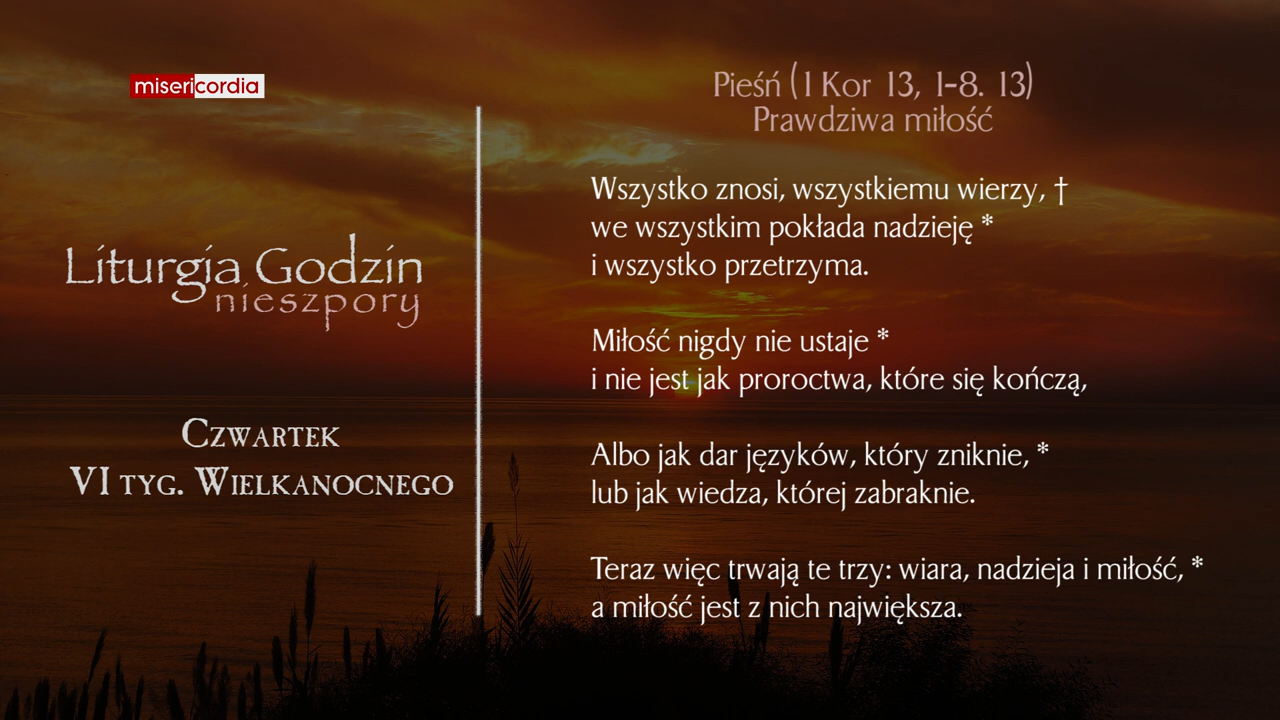 misericordia
Liturgia Godzin
nieszpory
Czwartek
VI tyg. Wielkanocnego
Pieśń (1 Kor 13, 1-8. 13)
Prawdziwa miłość
Wszystko znosi, wszystkiemu wierzy, †
we wszystkim pokłada nadzieję *
i wszystko przetrzyma.
Miłość nigdy nie ustaje *
i nie jest jak proroctwa, które się kończą,
Albo jak dar języków, który zniknie, *
lub jak wiedza, której zabraknie.
Teraz więc trwają te trzy: wiara, nadzieja i miłość, *
a miłość jest z nich największa.